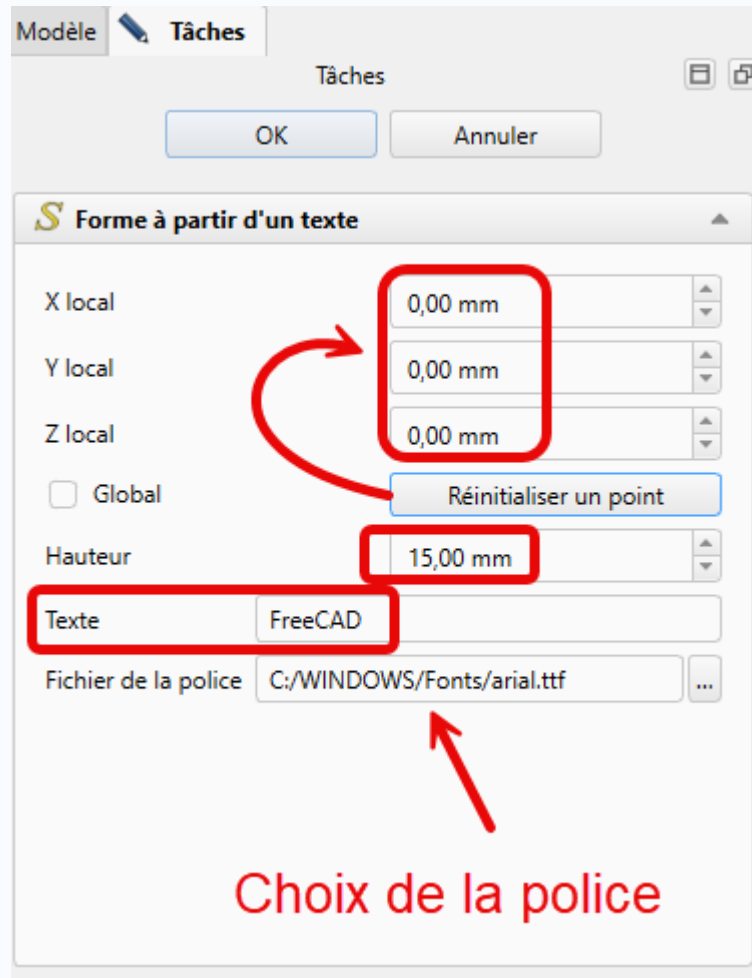 Modèle Tâches
Tâches
OK Annuler
Forme à partir d'un texte
X local 0,00 mm
Y local 0,00 mm
Z local 0,00 mm
Global Réinitialiser un point
Hauteur 15,00 mm
Texte FreeCAD
Fichier de la police C:/WINDOWS/Fonts/arial.ttf ...
Choix de la police